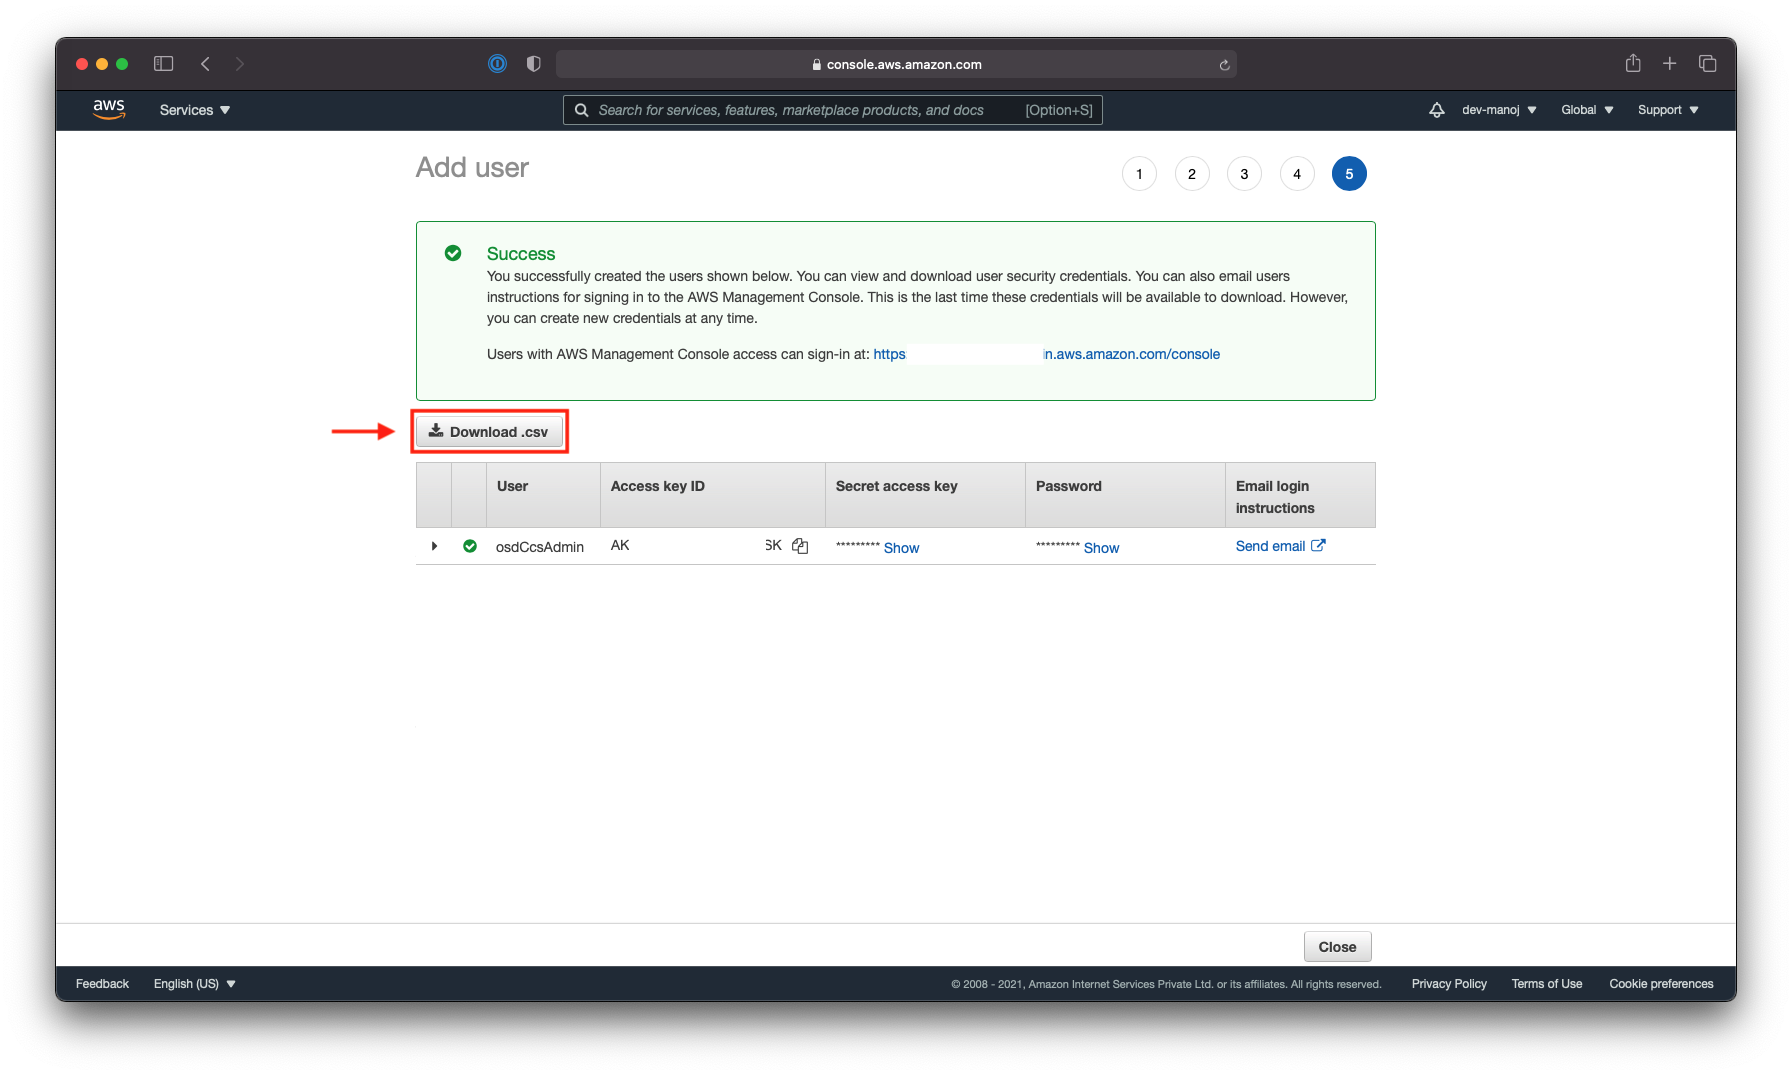 console.aws.amazon.com
aws Services Search for services, features, marketplace products, and docs [Option+S] dev-manoj Global Support
Add user 1 2 3 4 5
Success
You successfully created the users shown below. You can view and download user security credentials. You can also email users
instructions for signing in to the AWS Management Console. This is the last time these credentials will be available to download. However,
you can create new credentials at any time.
Users with AWS Management Console access can sign-in at: https n.aws.amazon.com/console
Download .csv
User Access key ID Secret access key Password Email login
instructions
osdCcsAdmin AK SK ********* Show ********* Show Send email
Close
Feedback English (US) © 2008 - 2021, Amazon Internet Services Private Ltd. or its affiliates. All rights reserved. Privacy Policy Terms of Use Cookie preferences